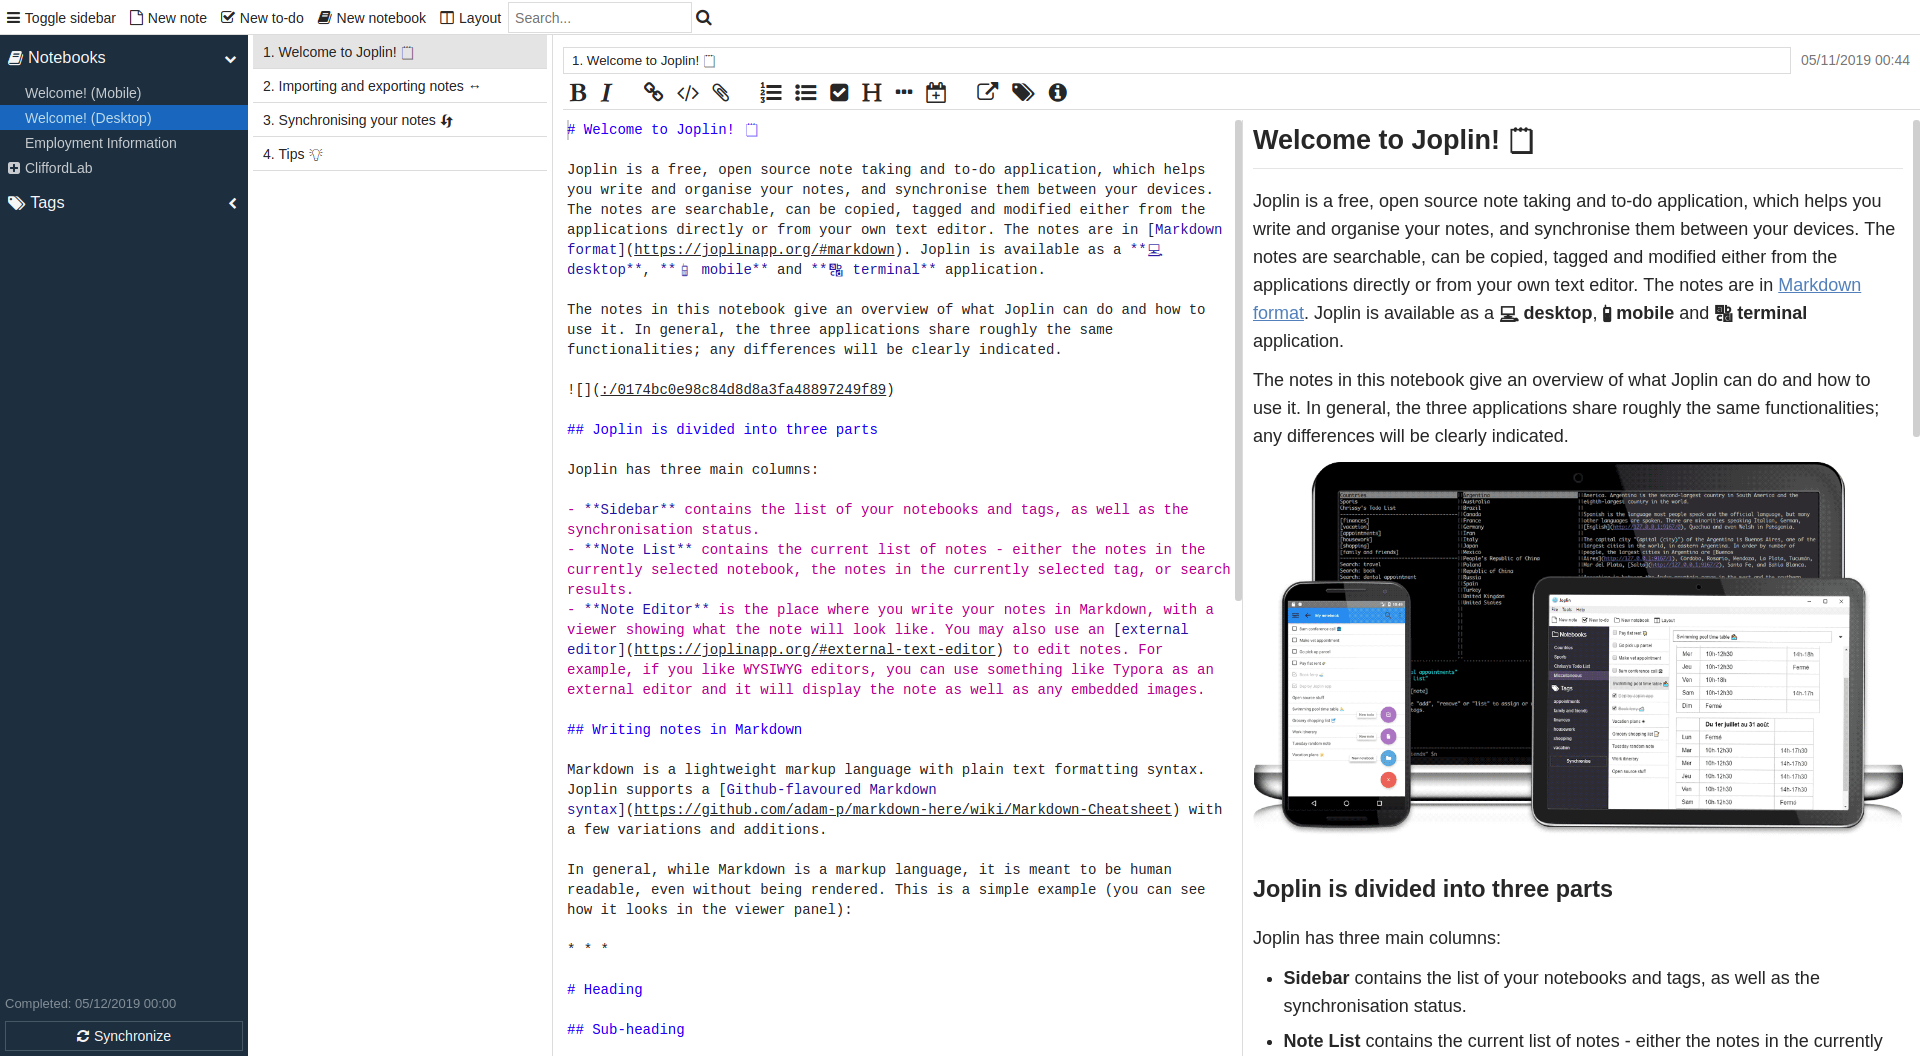 Toggle sidebar New note New to-do New notebook Layout Search...
Notebooks
Welcome! (Mobile)
Welcome! (Desktop)
Employment Information
CliffordLab
Tags
Completed: 05/12/2019 00:00
Synchronize
1. Welcome to Joplin! 🗒️
2. Importing and exporting notes ↔️
3. Synchronising your notes 🔃
4. Tips 💡
1. Welcome to Joplin! 🗒️ 05/11/2019 00:44
B I </> H
# Welcome to Joplin! 🗒️
Joplin is a free, open source note taking and to-do application, which helps
you write and organise your notes, and synchronise them between your devices.
The notes are searchable, can be copied, tagged and modified either from the
applications directly or from your own text editor. The notes are in [Markdown
format](https://joplinapp.org/#markdown). Joplin is available as a **💻
desktop**, **📱 mobile** and **🔡 terminal** application.
The notes in this notebook give an overview of what Joplin can do and how to
use it. In general, the three applications share roughly the same
functionalities; any differences will be clearly indicated.
![](:/0174bc0e98c84d8d8a3fa48897249f89)
## Joplin is divided into three parts
Joplin has three main columns:
- **Sidebar** contains the list of your notebooks and tags, as well as the
synchronisation status.
- **Note List** contains the current list of notes - either the notes in the
currently selected notebook, the notes in the currently selected tag, or search
results.
- **Note Editor** is the place where you write your notes in Markdown, with a
viewer showing what the note will look like. You may also use an [external
editor](https://joplinapp.org/#external-text-editor) to edit notes. For
example, if you like WYSIWYG editors, you can use something like Typora as an
external editor and it will display the note as well as any embedded images.
## Writing notes in Markdown
Markdown is a lightweight markup language with plain text formatting syntax.
Joplin supports a [Github-flavoured Markdown
syntax](https://github.com/adam-p/markdown-here/wiki/Markdown-Cheatsheet) with
a few variations and additions.
In general, while Markdown is a markup language, it is meant to be human
readable, even without being rendered. This is a simple example (you can see
how it looks in the viewer panel):
* * *
# Heading
## Sub-heading
Welcome to Joplin! 🗒️
Joplin is a free, open source note taking and to-do application, which helps you
write and organise your notes, and synchronise them between your devices. The
notes are searchable, can be copied, tagged and modified either from the
applications directly or from your own text editor. The notes are in Markdown
format. Joplin is available as a 💻 desktop, 📱 mobile and 🔡 terminal
application.
The notes in this notebook give an overview of what Joplin can do and how to
use it. In general, the three applications share roughly the same functionalities;
any differences will be clearly indicated.
Joplin is divided into three parts
Joplin has three main columns:
• Sidebar contains the list of your notebooks and tags, as well as the
synchronisation status.
• Note List contains the current list of notes - either the notes in the currently